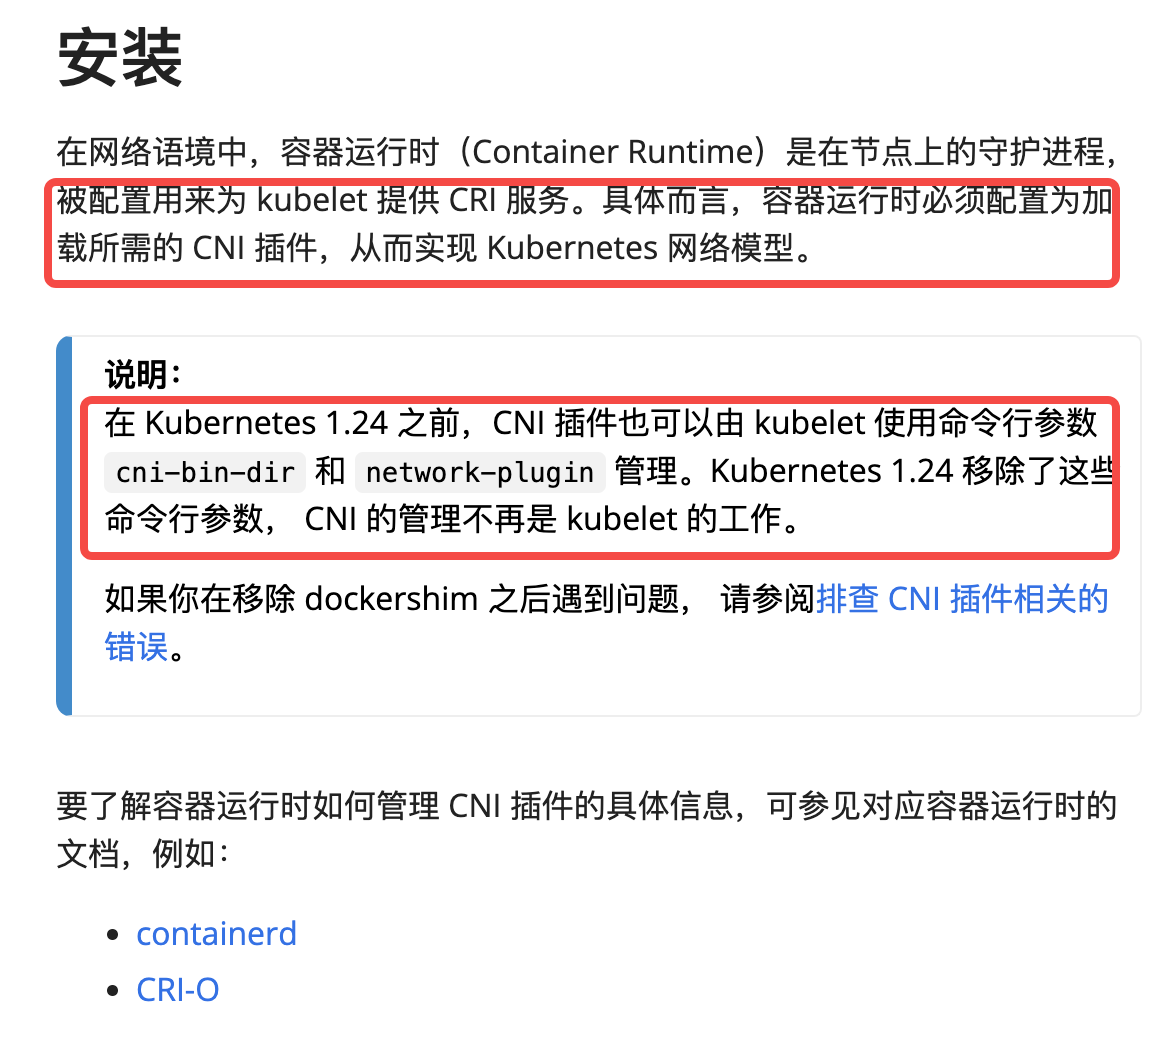 安装
在网络语境中，容器运行时（Container Runtime）是在节点上的守护进程，
被配置用来为 kubelet 提供 CRI 服务。具体而言，容器运行时必须配置为加
载所需的 CNI 插件，从而实现 Kubernetes 网络模型。
说明：
在 Kubernetes 1.24 之前，CNI 插件也可以由 kubelet 使用命令行参数
cni-bin-dir 和 network-plugin 管理。Kubernetes 1.24 移除了这些
命令行参数， CNI 的管理不再是 kubelet 的工作。
如果你在移除 dockershim 之后遇到问题， 请参阅排查 CNI 插件相关的
错误。
要了解容器运行时如何管理 CNI 插件的具体信息，可参见对应容器运行时的
文档，例如：
• containerd
• CRI-O